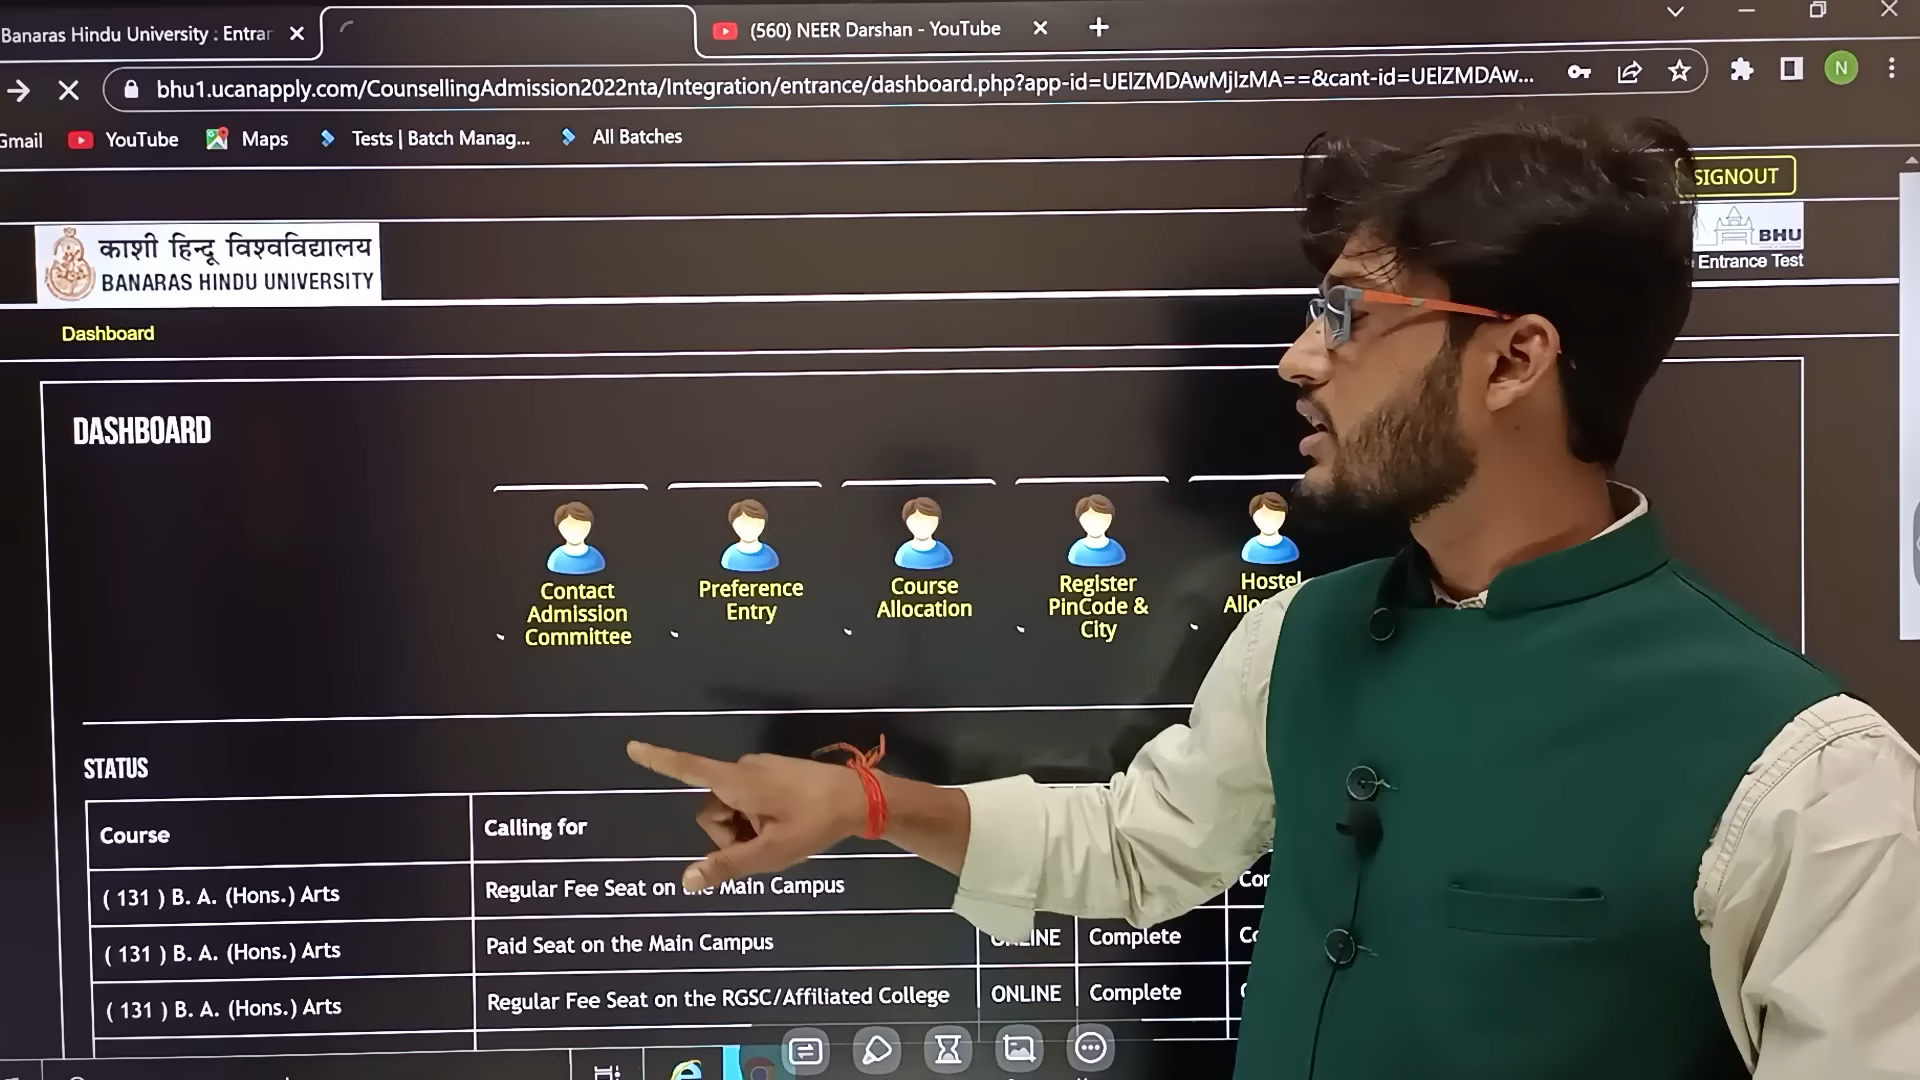 Banaras Hindu University : Entrar
(560) NEER Darshan - YouTube
bhu1.ucanapply.com/CounsellingAdmission2022nta/Integration/entrance/dashboard.php?app-id=UElZMDAwMjIzMA==&cant-id=UElZMDAw...
N
Gmail
YouTube
Maps
Tests | Batch Manag...
All Batches
SIGNOUT
काशी हिन्दू विश्वविद्यालय
BANARAS HINDU UNIVERSITY
BHU
Entrance Test
Dashboard
DASHBOARD
Contact
Admission
Committee
Preference
Entry
Course
Allocation
Register
PinCode &
City
Hostel
STATUS
Course
Calling for
( 131 ) B. A. (Hons.) Arts
Regular Fee Seat on the Main Campus
( 131 ) B. A. (Hons.) Arts
Paid Seat on the Main Campus
ONLINE
Complete
( 131 ) B. A. (Hons.) Arts
Regular Fee Seat on the RGSC/Affiliated College
ONLINE
Complete